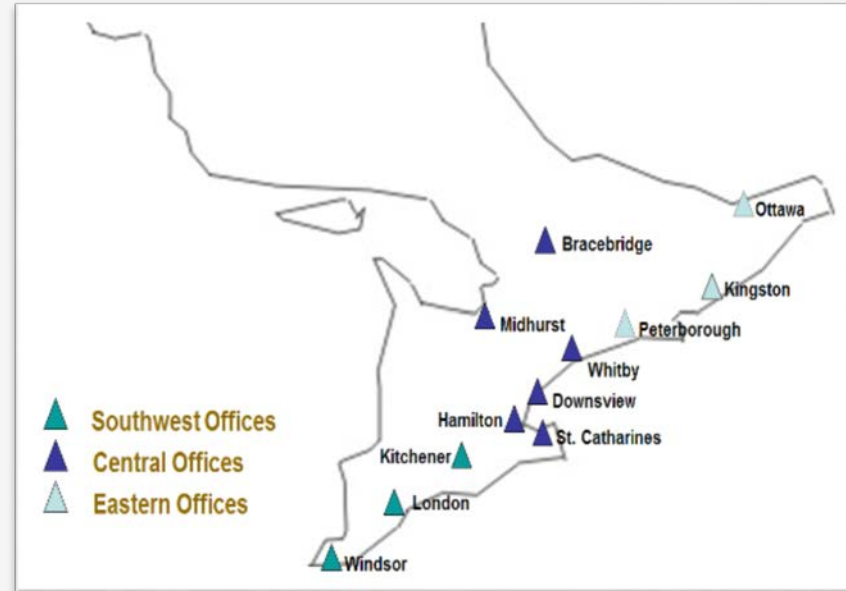 Ottawa
Bracebridge
Kingston
Midhurst
Peterborough
Whitby
Downsview
Hamilton
St. Catharines
Kitchener
London
Windsor
Southwest Offices
Central Offices
Eastern Offices